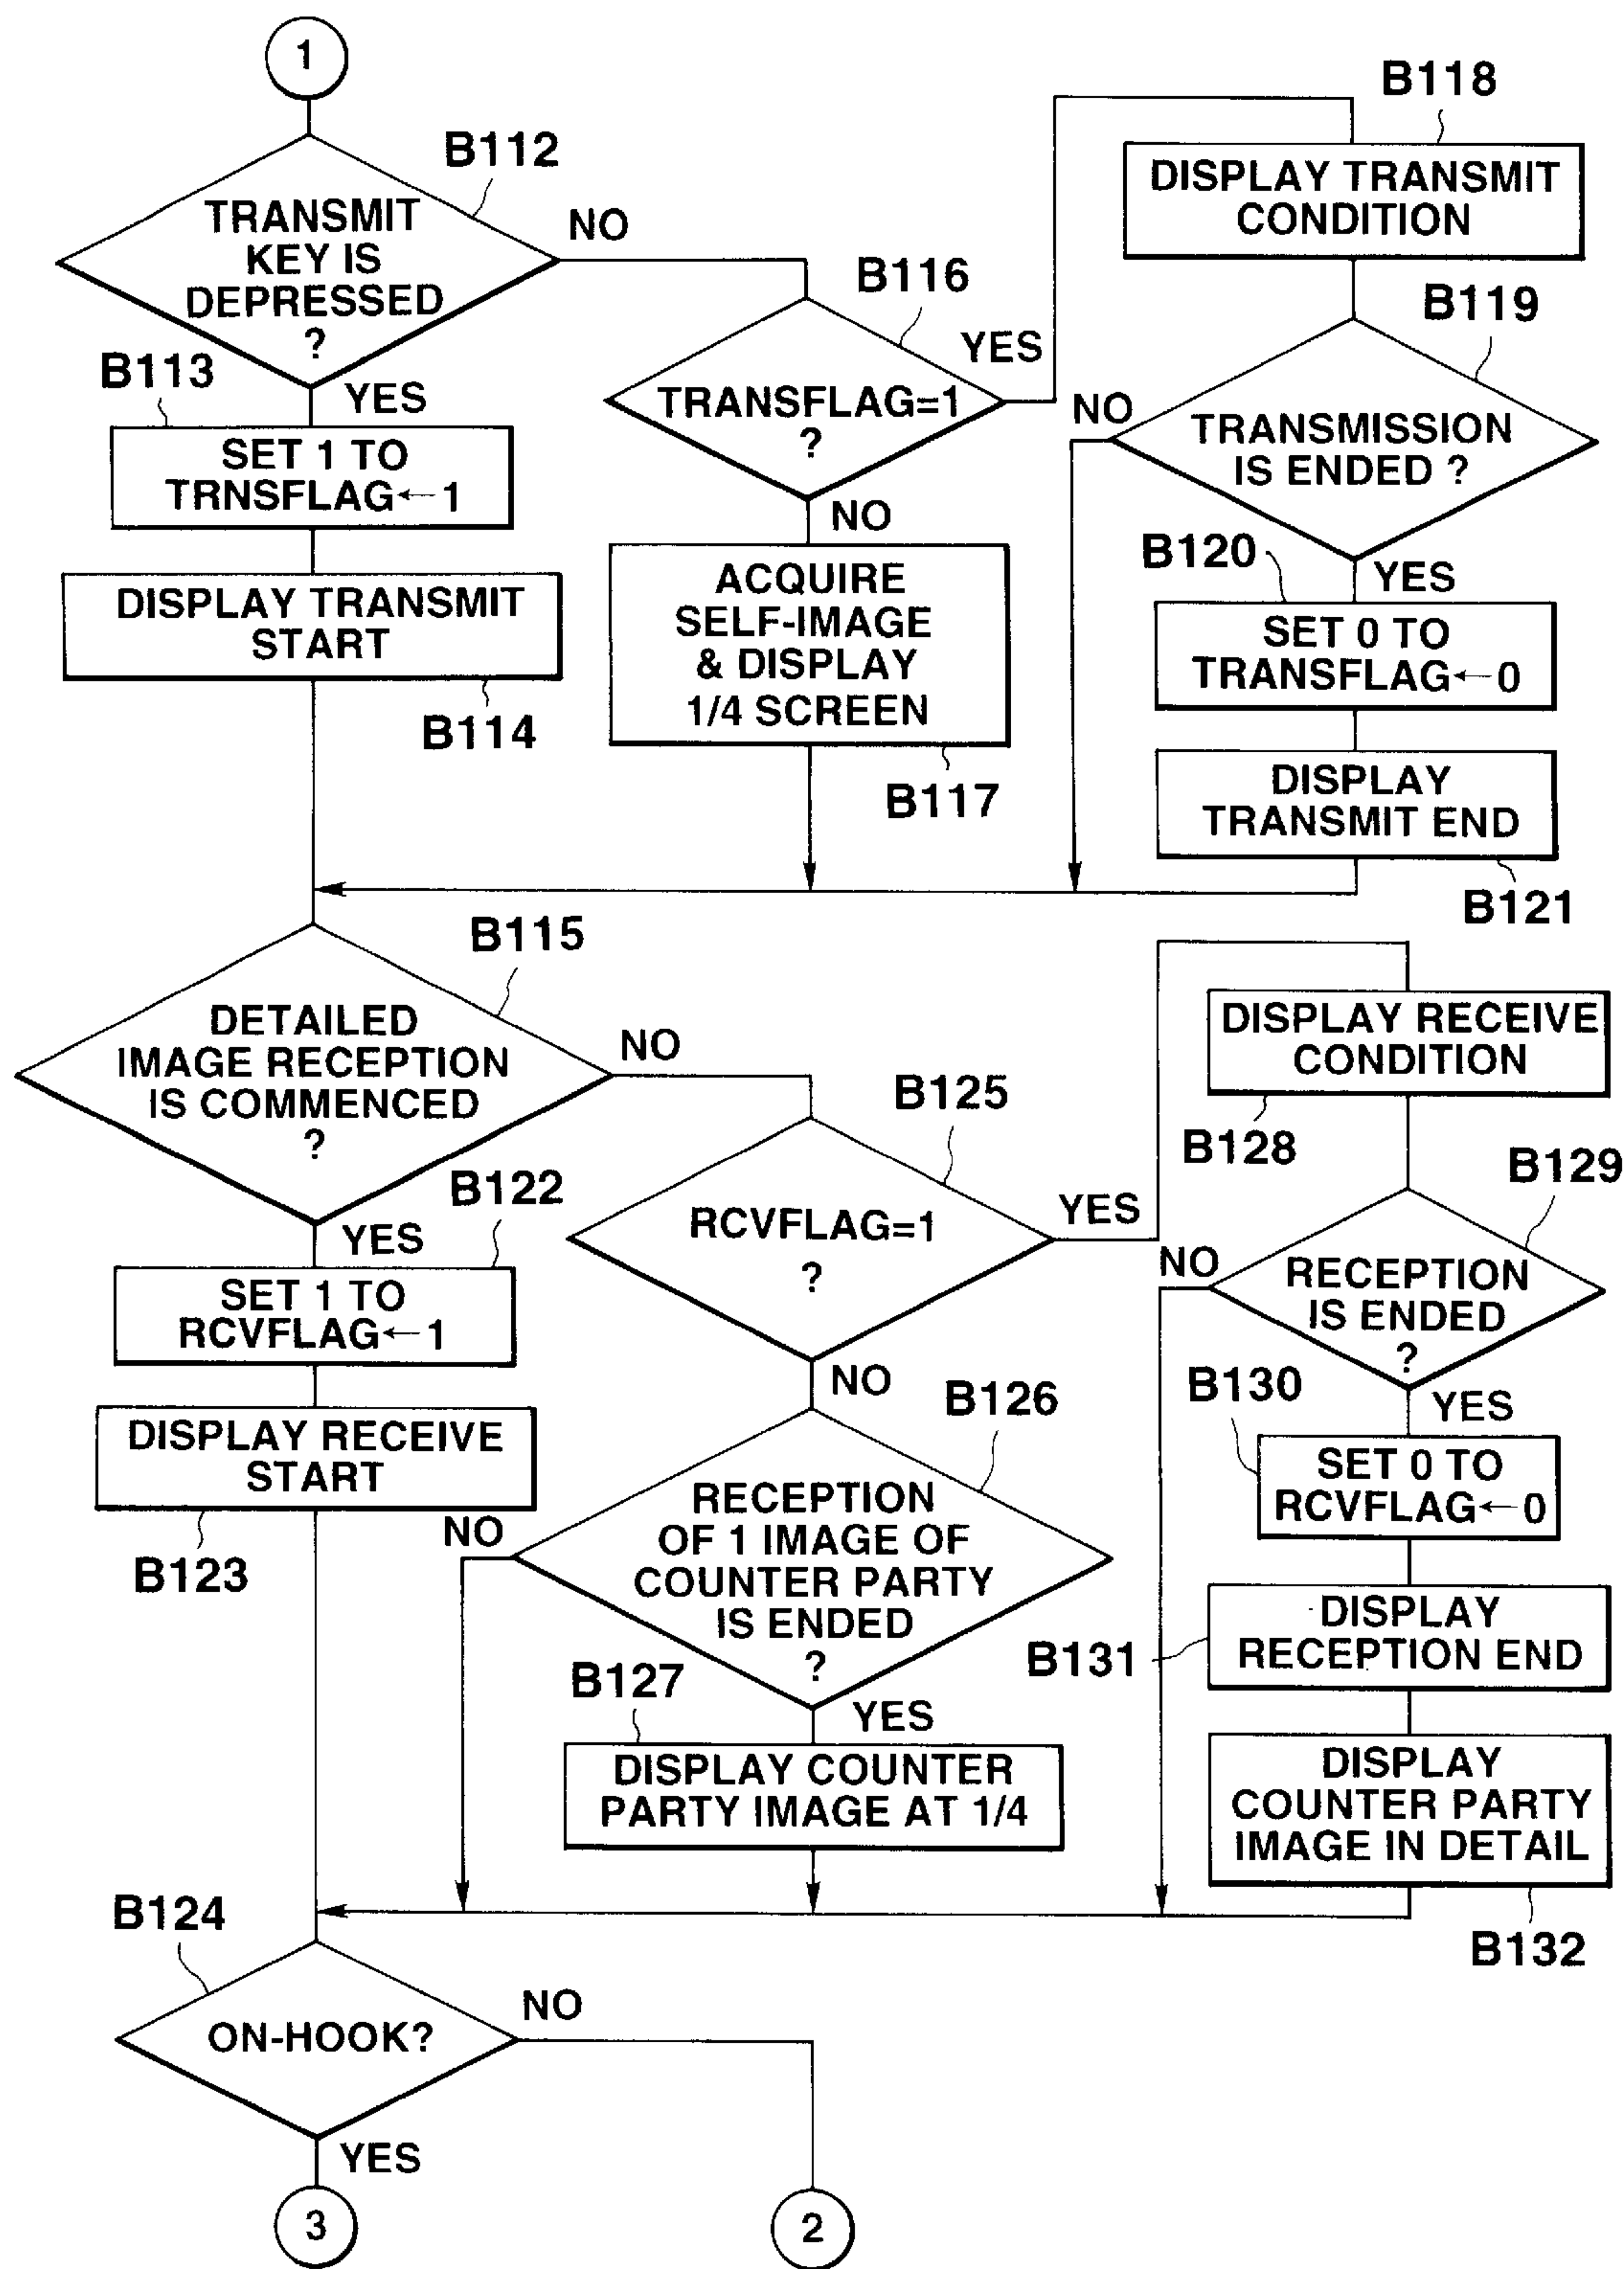 1
B112
TRANSMIT
KEY IS
DEPRESSED
?
NO
YES
B113
SET 1 TO
TRNSFLAG←1
DISPLAY TRANSMIT
START
B114
B116
TRANSFLAG=1
?
YES
NO
ACQUIRE
SELF-IMAGE
& DISPLAY
1/4 SCREEN
B117
B118
DISPLAY TRANSMIT
CONDITION
B119
TRANSMISSION
IS ENDED ?
NO
YES
B120
SET 0 TO
TRANSFLAG←0
DISPLAY
TRANSMIT END
B121
B115
DETAILED
IMAGE RECEPTION
IS COMMENCED
?
NO
YES
B122
SET 1 TO
RCVFLAG←1
DISPLAY RECEIVE
START
B123
B125
RCVFLAG=1
?
YES
NO
B126
RECEPTION
OF 1 IMAGE OF
COUNTER PARTY
IS ENDED
?
NO
YES
B127
DISPLAY COUNTER
PARTY IMAGE AT 1/4
DISPLAY RECEIVE
CONDITION
B128
B129
RECEPTION
IS ENDED
?
NO
YES
B130
SET 0 TO
RCVFLAG←0
DISPLAY
RECEPTION END
B131
DISPLAY
COUNTER PARTY
IMAGE IN DETAIL
B132
B124
ON-HOOK?
NO
YES
3
2